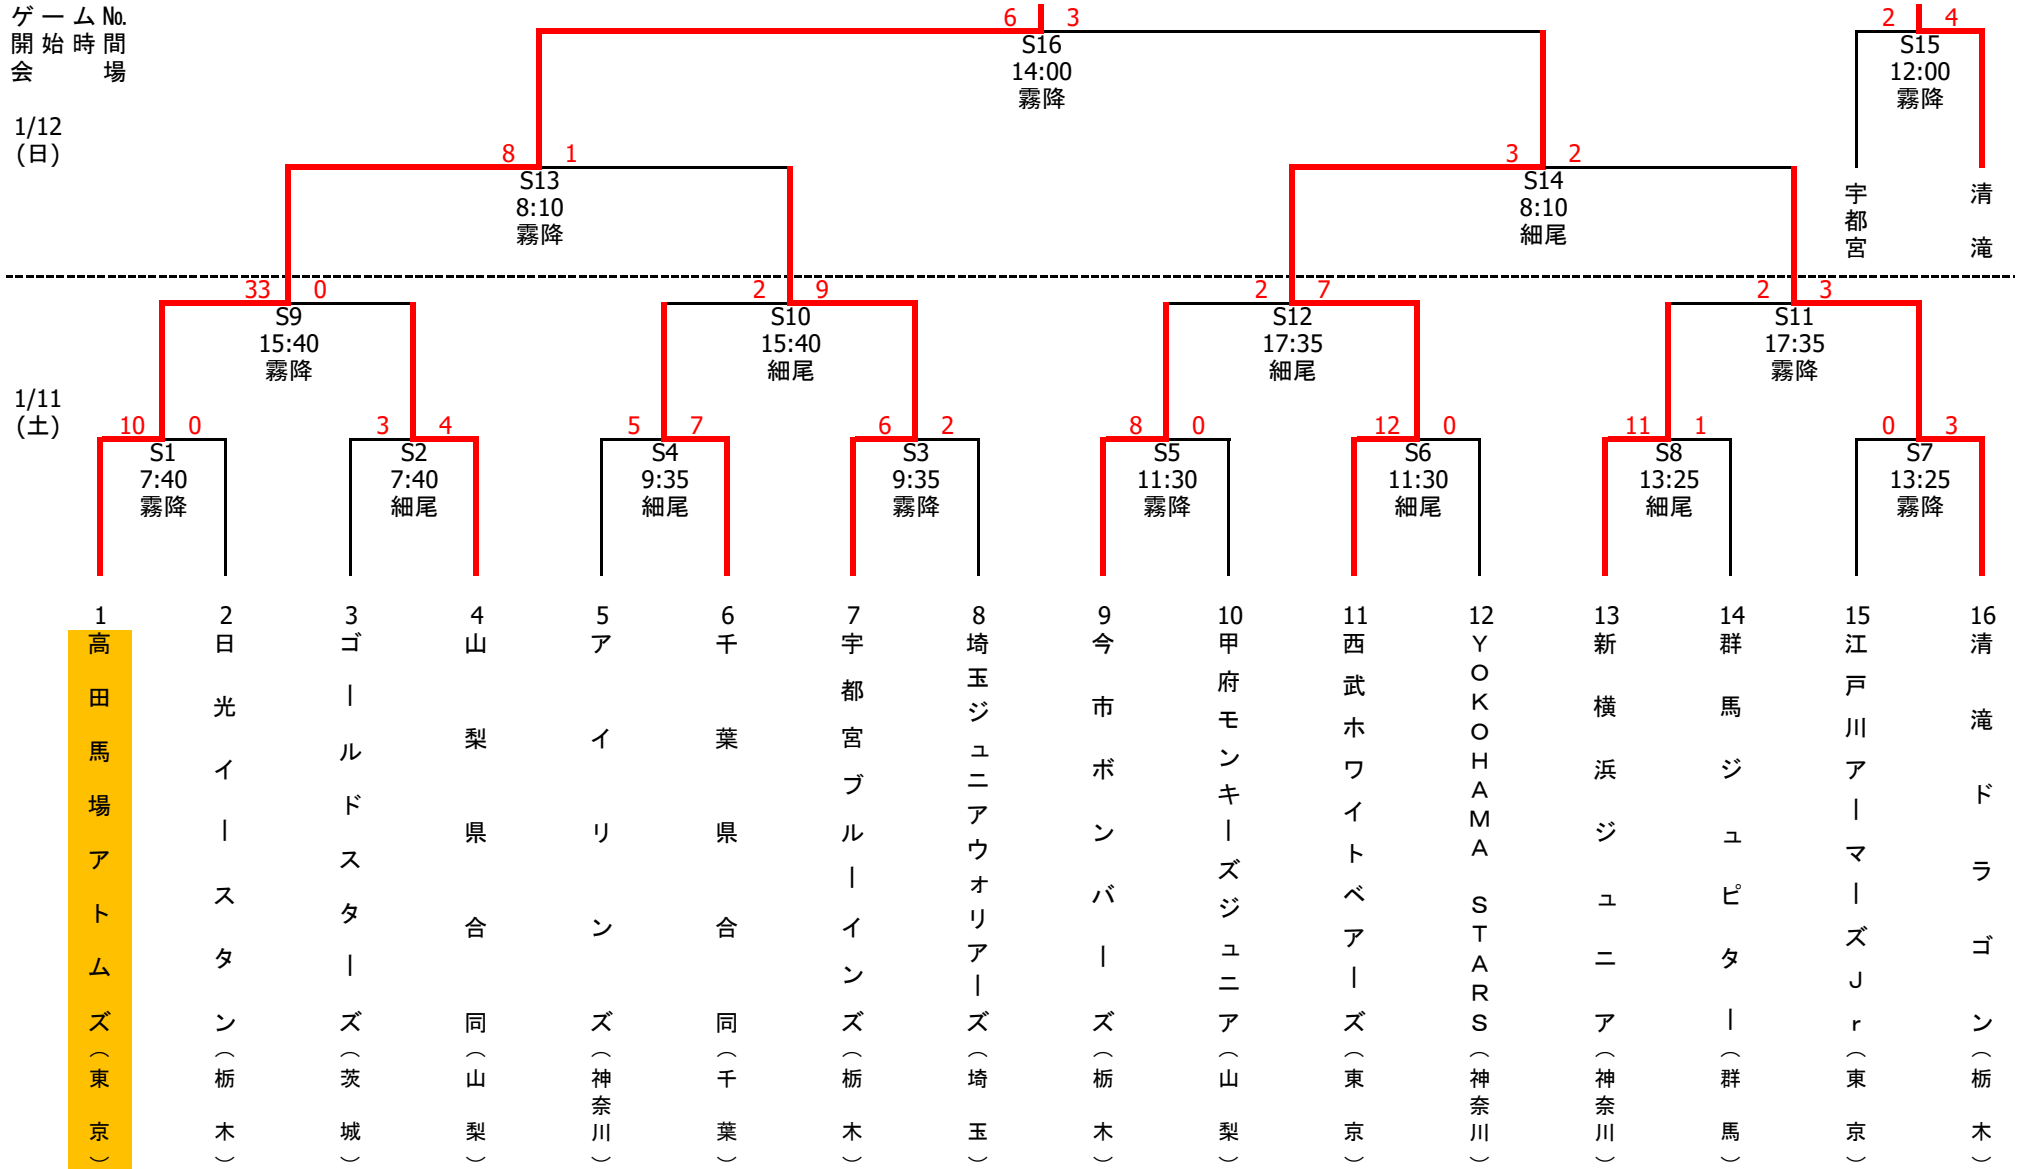 ゲーム№
開始時間
会場
6 3
S16
14:00
霧降
2 4
S15
12:00
霧降
1/12
(日)
8 1
S13
8:10
霧降
3 2
S14
8:10
細尾
宇都宮
清滝
33 0
S9
15:40
霧降
2 9
S10
15:40
細尾
2 7
S12
17:35
細尾
2 3
S11
17:35
霧降
1/11
(土)
10 0
S1
7:40
霧降
3 4
S2
7:40
細尾
5 7
S4
9:35
細尾
6 2
S3
9:35
霧降
8 0
S5
11:30
霧降
12 0
S6
11:30
細尾
11 1
S8
13:25
細尾
0 3
S7
13:25
霧降
1
高田馬場アトムズ(東京)
2
日光イースタン(栃木)
3
ゴールドスターズ(茨城)
4
山梨県合同(山梨)
5
アイリンズ(神奈川)
6
千葉県合同(千葉)
7
宇都宮ブルーインズ(栃木)
8
埼玉ジュニアウォリアーズ(埼玉)
9
今市ボンバーズ(栃木)
10
甲府モンキーズジュニア(山梨)
11
西武ホワイトベアーズ(東京)
12
YOKOHAMA STARS(神奈川)
13
新横浜ジュニア(神奈川)
14
群馬ジュピター(群馬)
15
江戸川アーマーズJr(東京)
16
清滝ドラゴン(栃木)